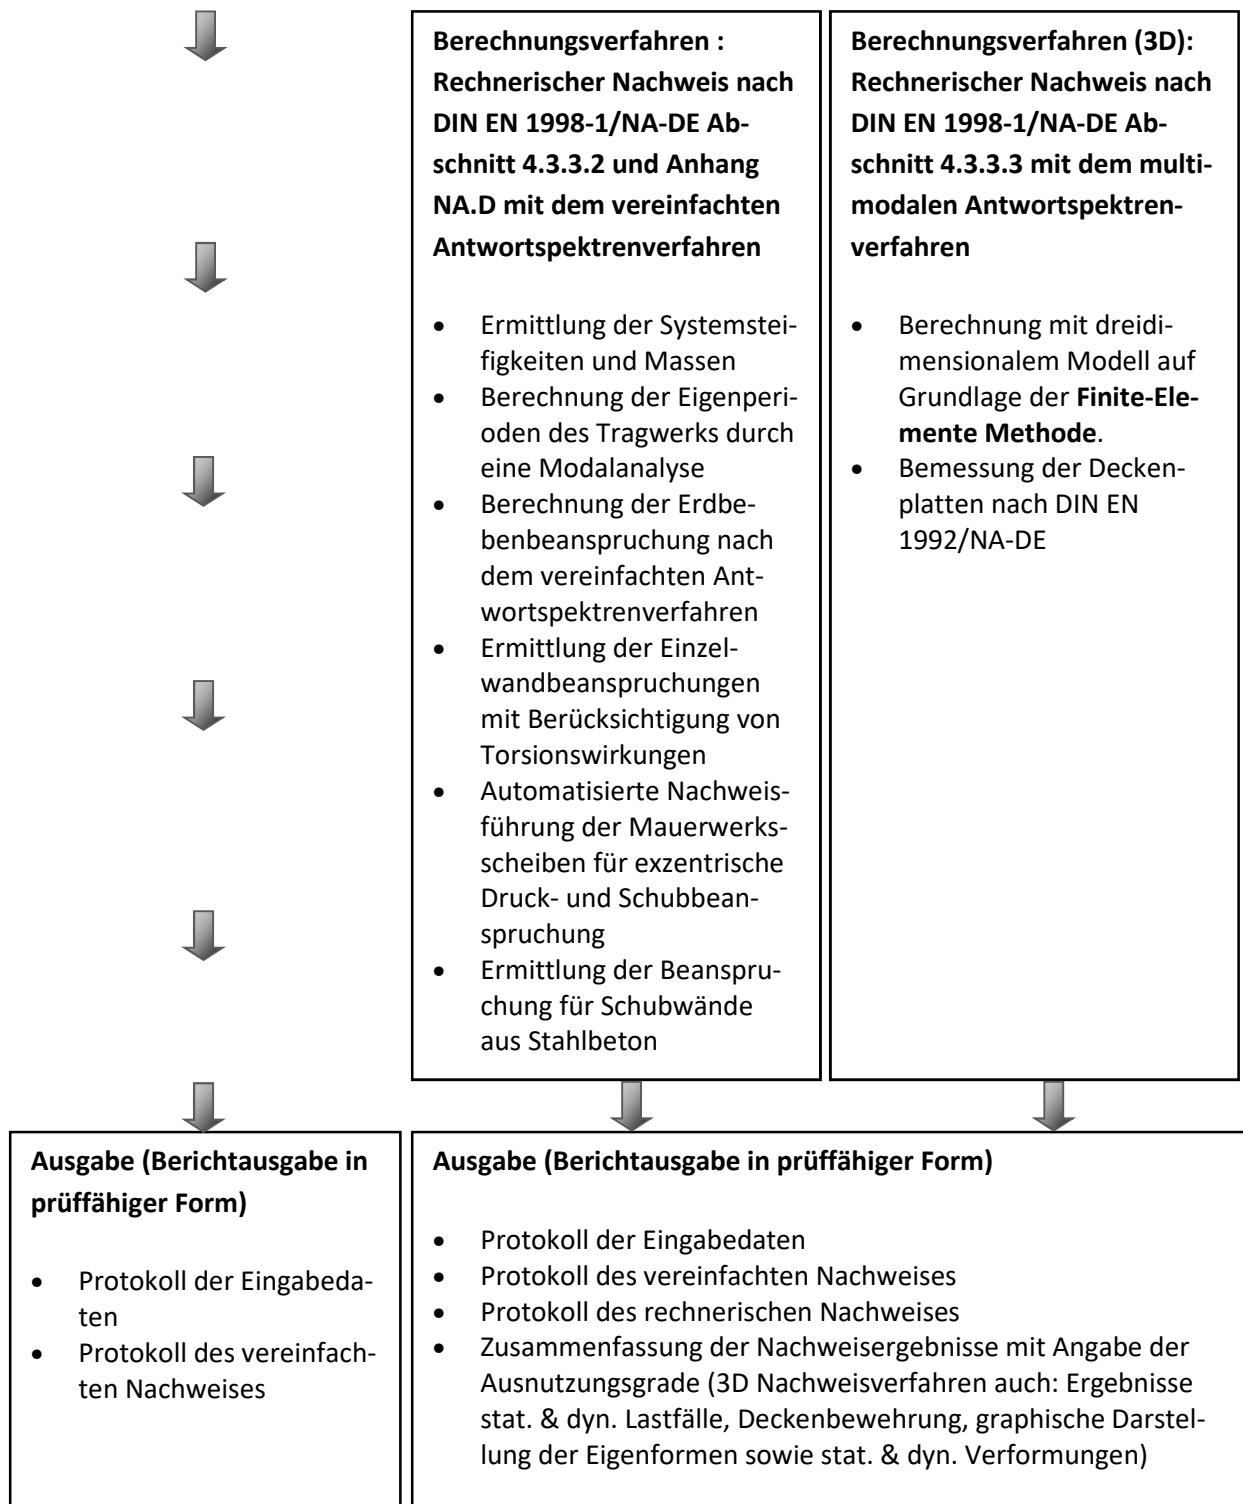 Berechnungsverfahren :
Rechnerischer Nachweis nach
DIN EN 1998-1/NA-DE Ab-
schnitt 4.3.3.2 und Anhang
NA.D mit dem vereinfachten
Antwortspektrenverfahren
• Ermittlung der Systemstei-
figkeiten und Massen
• Berechnung der Eigenperi-
oden des Tragwerks durch
eine Modalanalyse
• Berechnung der Erdbe-
benbeanspruchung nach
dem vereinfachten Ant-
wortspektrenverfahren
• Ermittlung der Einzel-
wandbeanspruchungen
mit Berücksichtigung von
Torsionswirkungen
• Automatisierte Nachweis-
führung der Mauerwerks-
scheiben für exzentrische
Druck- und Schubbean-
spruchung
• Ermittlung der Beanspru-
chung für Schubwände
aus Stahlbeton
Berechnungsverfahren (3D):
Rechnerischer Nachweis nach
DIN EN 1998-1/NA-DE Ab-
schnitt 4.3.3.3 mit dem multi-
modalen Antwortspektren-
verfahren
• Berechnung mit dreidi-
mensionalem Modell auf
Grundlage der Finite-Ele-
mente Methode.
• Bemessung der Decken-
platten nach DIN EN
1992/NA-DE
Ausgabe (Berichtausgabe in
prüffähiger Form)
• Protokoll der Eingabeda-
ten
• Protokoll des vereinfach-
ten Nachweises
Ausgabe (Berichtausgabe in prüffähiger Form)
• Protokoll der Eingabedaten
• Protokoll des vereinfachten Nachweises
• Protokoll des rechnerischen Nachweises
• Zusammenfassung der Nachweisergebnisse mit Angabe der
Ausnutzungsgrade (3D Nachweisverfahren auch: Ergebnisse
stat. & dyn. Lastfälle, Deckenbewehrung, graphische Darstel-
lung der Eigenformen sowie stat. & dyn. Verformungen)